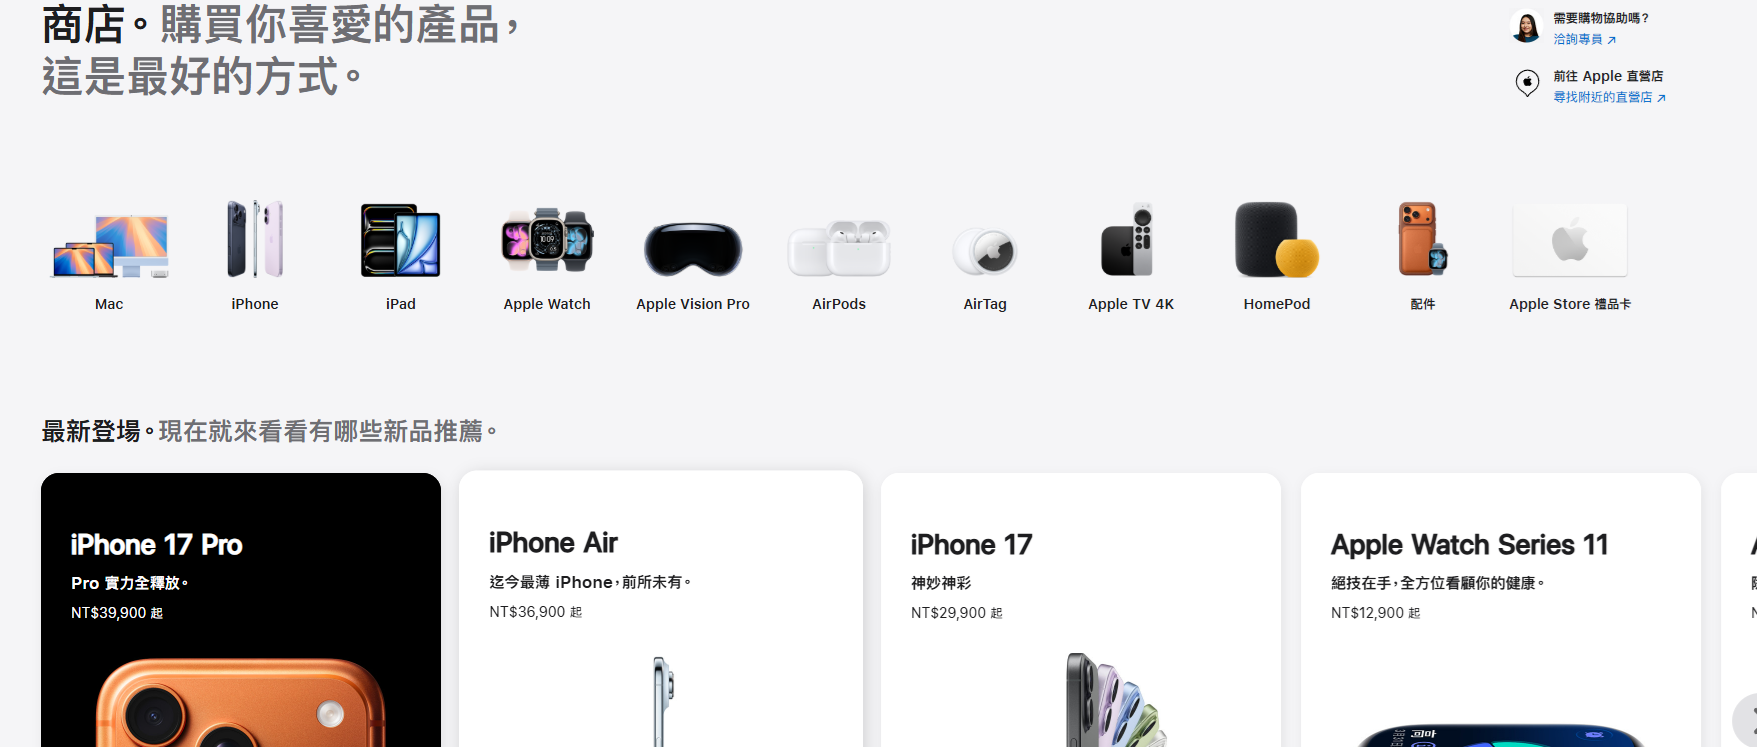 商店。購買你喜愛的產品，
這是最好的方式。
需要購物協助嗎？
洽詢專員 ↗
前往 Apple 直營店
尋找附近的直營店 ↗
Mac
iPhone
iPad
Apple Watch
Apple Vision Pro
AirPods
AirTag
Apple TV 4K
HomePod
配件
Apple Store 禮品卡
最新登場。現在就來看看有哪些新品推薦。
iPhone 17 Pro
Pro 實力全釋放。
NT$39,900 起
iPhone Air
迄今最薄 iPhone，前所未有。
NT$36,900 起
iPhone 17
神妙神彩
NT$29,900 起
Apple Watch Series 11
絕技在手，全方位看顧你的健康。
NT$12,900 起